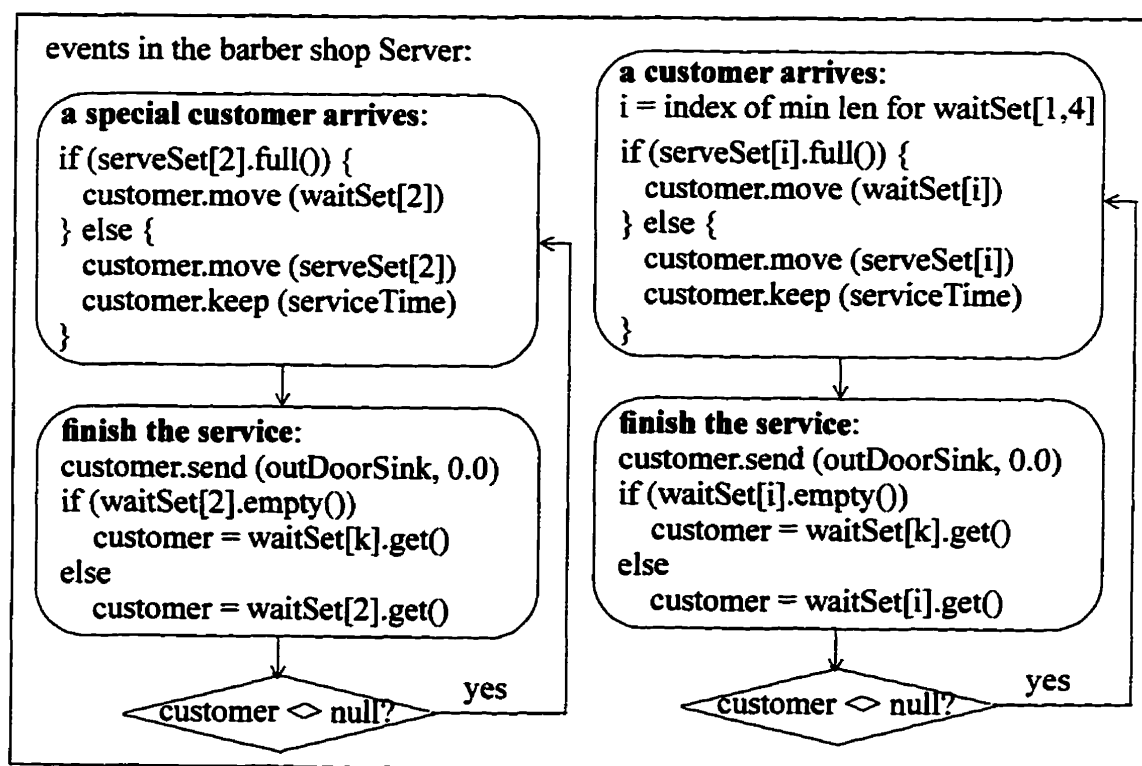 events in the barber shop Server:
a special customer arrives:
if (serveSet[2].full()) {
customer.move (waitSet[2])
} else {
customer.move (serveSet[2])
customer.keep (serviceTime)
}
finish the service:
customer.send (outDoorSink, 0.0)
if (waitSet[2].empty())
customer = waitSet[k].get()
else
customer = waitSet[2].get()
customer <> null?
yes
a customer arrives:
i = index of min len for waitSet[1,4]
if (serveSet[i].full()) {
customer.move (waitSet[i])
} else {
customer.move (serveSet[i])
customer.keep (serviceTime)
}
finish the service:
customer.send (outDoorSink, 0.0)
if (waitSet[i].empty())
customer = waitSet[k].get()
else
customer = waitSet[i].get()
customer <> null?
yes